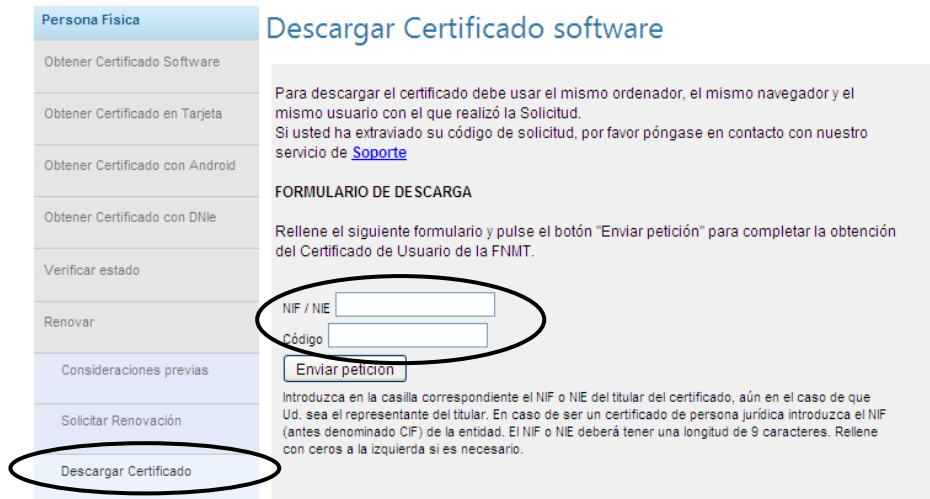 Persona Física
Obtener Certificado Software
Obtener Certificado en Tarjeta
Obtener Certificado con Android
Obtener Certificado con DNIe
Verificar estado
Renovar
Consideraciones previas
Solicitar Renovación
Descargar Certificado
Descargar Certificado software
Para descargar el certificado debe usar el mismo ordenador, el mismo navegador y el
mismo usuario con el que realizó la Solicitud.
Si usted ha extraviado su código de solicitud, por favor póngase en contacto con nuestro
servicio de Soporte
FORMULARIO DE DESCARGA
Rellene el siguiente formulario y pulse el botón "Enviar petición" para completar la obtención
del Certificado de Usuario de la FNMT.
NIF / NIE
Código
Enviar petición
Introduzca en la casilla correspondiente el NIF o NIE del titular del certificado, aún en el caso de que
Ud. sea el representante del titular. En caso de ser un certificado de persona jurídica introduzca el NIF
(antes denominado CIF) de la entidad. El NIF o NIE deberá tener una longitud de 9 caracteres. Rellene
con ceros a la izquierda si es necesario.